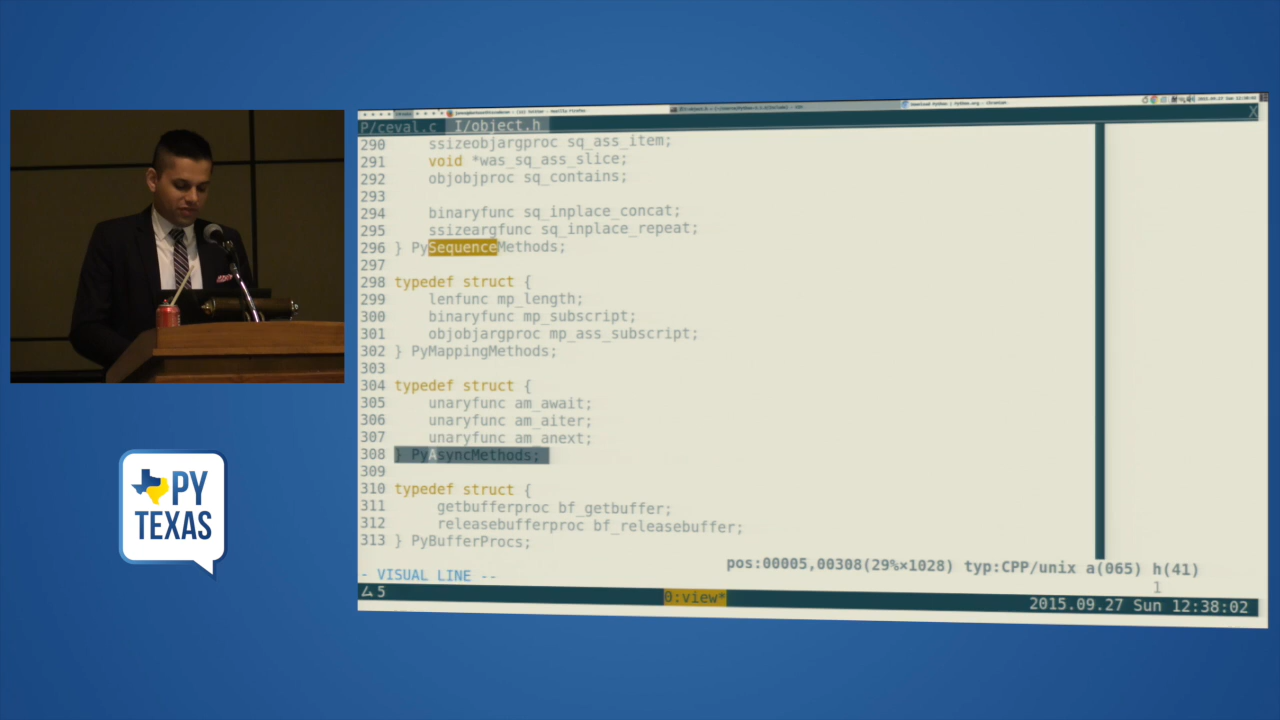 P/ceval.c I/object.h X
290 ssizeobjargproc sq_ass_item;
291 void *was_sq_ass_slice;
292 objobjproc sq_contains;
293
294 binaryfunc sq_inplace_concat;
295 ssizeargfunc sq_inplace_repeat;
296 } PySequenceMethods;
297
298 typedef struct {
299 lenfunc mp_length;
300 binaryfunc mp_subscript;
301 objobjargproc mp_ass_subscript;
302 } PyMappingMethods;
303
304 typedef struct {
305 unaryfunc am_await;
306 unaryfunc am_aiter;
307 unaryfunc am_anext;
308 } PyAsyncMethods;
309
310 typedef struct {
311 getbufferproc bf_getbuffer;
312 releasebufferproc bf_releasebuffer;
313 } PyBufferProcs;
pos:00005,00308(29%×1028) typ:CPP/unix a(065) h(41)
- VISUAL LINE -- 1
5 0:view* 2015.09.27 Sun 12:38:02
PY
TEXAS